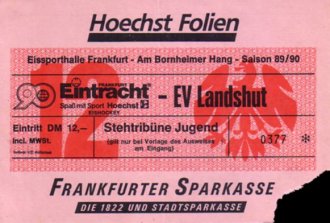 Hoechst Folien
Eissporthalle Frankfurt - Am Bornheimer Hang - Saison 89/90
12
FRANKFURT
Eintracht - EV Landshut
Spaß mit Sport Hoechst
EISHOCKEY
Eintritt DM 12,- Stehtribüne Jugend
incl. MWSt. (gilt nur bei Vorlage des Ausweises 0377 *
am Eingang)
FRANKFURTER SPARKASSE
DIE 1822 UND STADTSPARKASSE